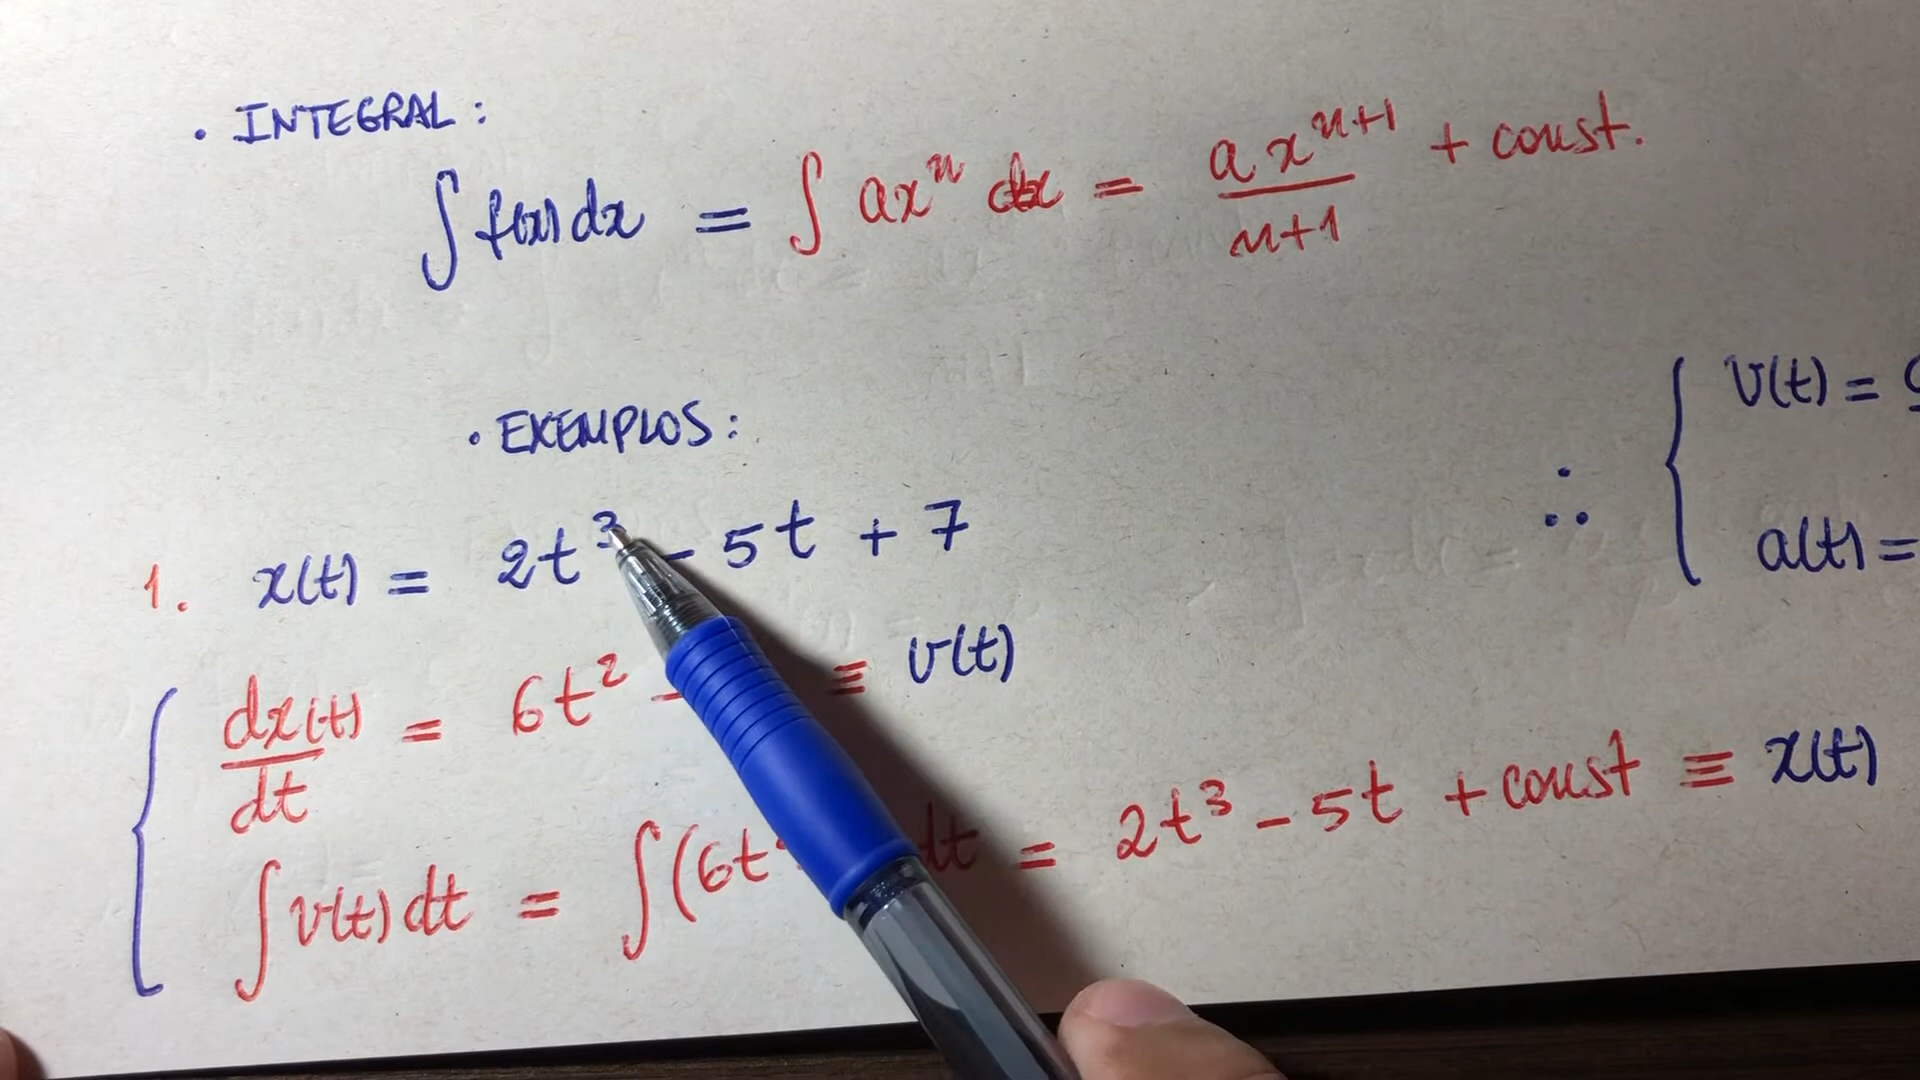 • INTEGRAL:
∫ f(x) dx = ∫ ax^n dx = ax^(n+1)/(n+1) + const.
• EXEMPLOS:
1. x(t) = 2t³ - 5t + 7
dx(t)/dt = 6t² - ≡ v(t)
∫ v(t) dt = ∫ (6t dt = 2t³ - 5t + const ≡ x(t)
∴ { v(t) =
a(t) =